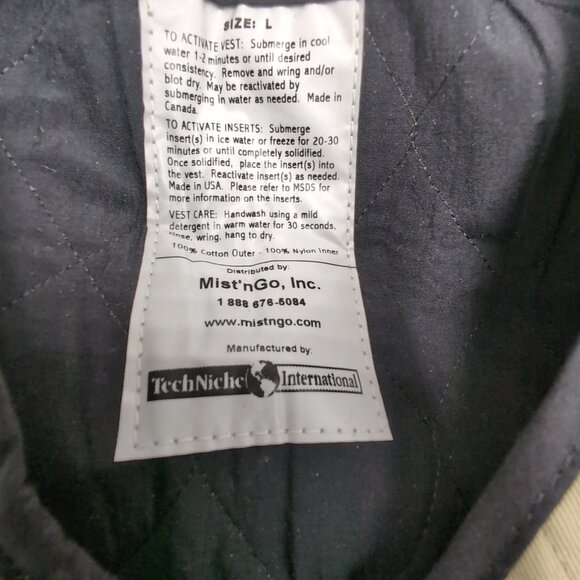 SIZE: L
TO ACTIVATE VEST: Submerge in cool
water 1-2 minutes or until desired
consistency. Remove and wring and/or
blot dry. May be reactivated by
submerging in water as needed. Made in
Canada.
TO ACTIVATE INSERTS: Submerge
insert(s) in ice water or freeze for 20-30
minutes or until completely solidified.
Once solidified, place the insert(s) into
the vest. Reactivate insert(s) as needed.
Made in USA. Please refer to MSDS for
more information on the inserts.
VEST CARE: Handwash using a mild
detergent in warm water for 30 seconds,
rinse, wring, hang to dry.
100% Cotton Outer - 100% Nylon Inner
Distributed by:
Mist'nGo, Inc.
1 888 676-5084
www.mistngo.com
Manufactured by:
TechNiche International